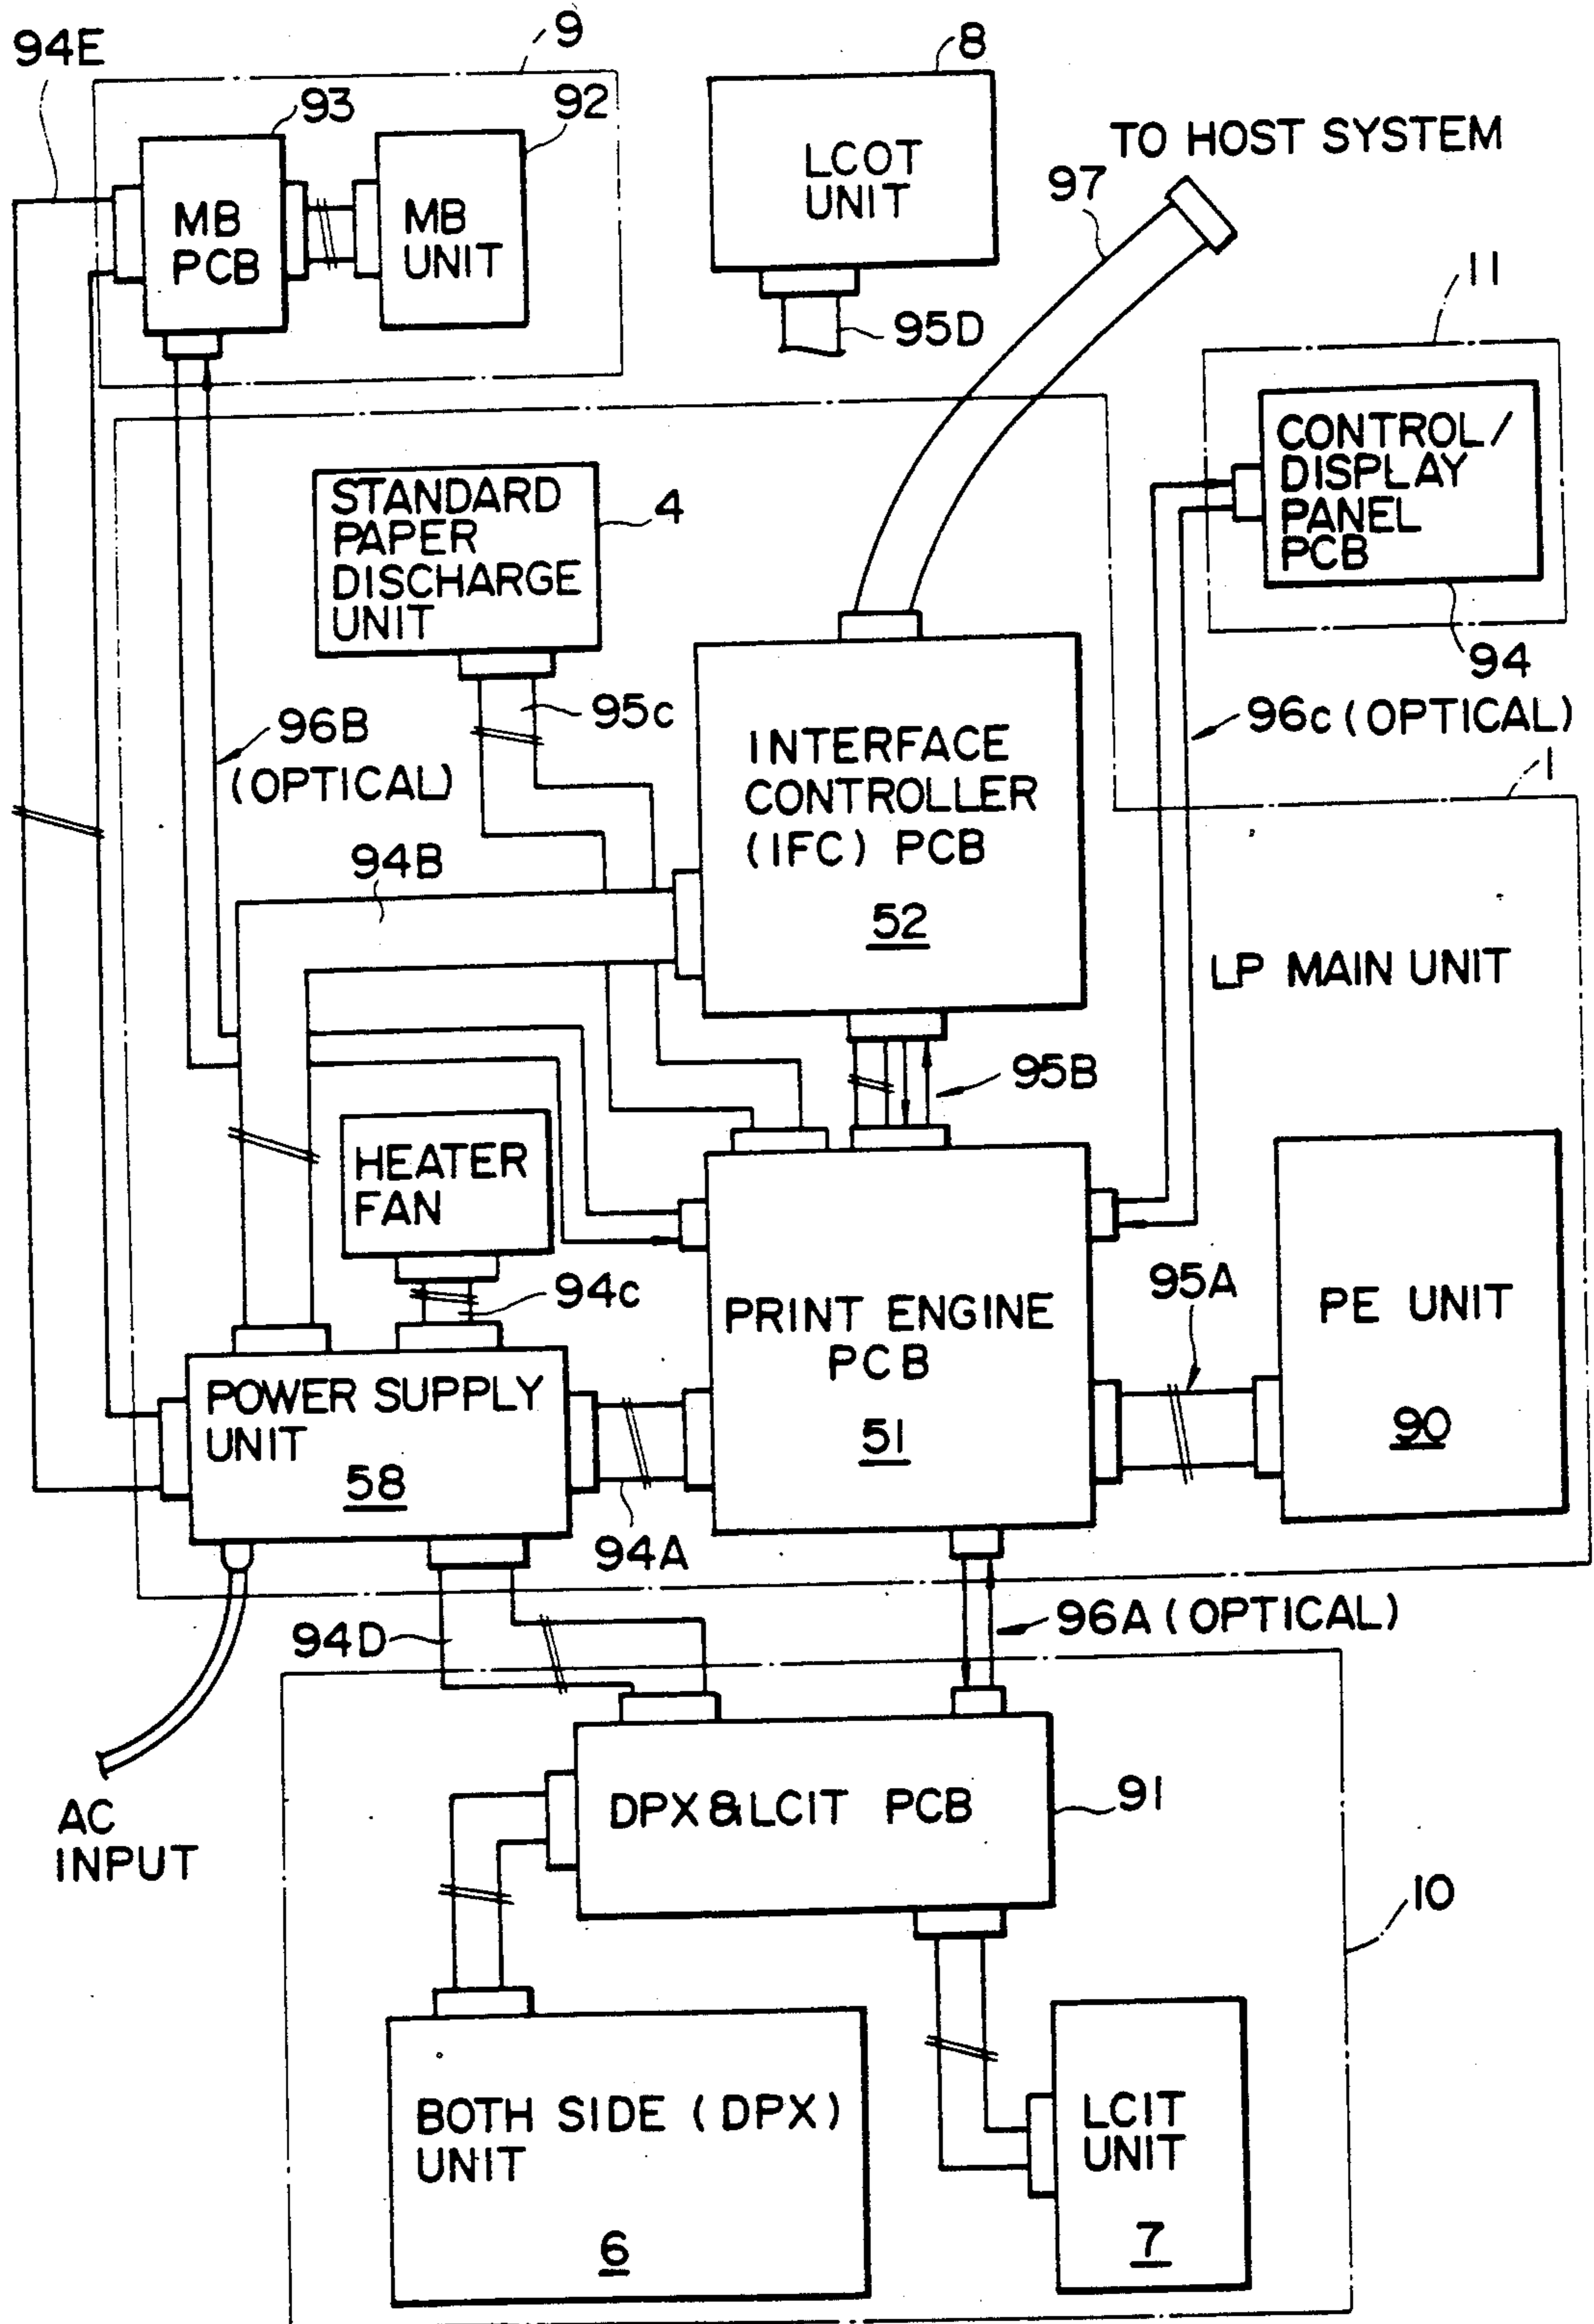 94E
9
93
92
MB
PCB
MB
UNIT
8
LCOT
UNIT
95D
TO HOST SYSTEM
97
11
CONTROL/
DISPLAY
PANEL
PCB
94
STANDARD
PAPER
DISCHARGE
UNIT
4
95c
96B
(OPTICAL)
96c (OPTICAL)
1
INTERFACE
CONTROLLER
(IFC) PCB
52
94B
LP MAIN UNIT
95B
HEATER
FAN
94c
PRINT ENGINE
PCB
51
95A
PE UNIT
90
POWER SUPPLY
UNIT
58
94A
94D
96A (OPTICAL)
AC
INPUT
DPX&LCIT PCB
91
10
BOTH SIDE (DPX)
UNIT
6
LCIT
UNIT
7